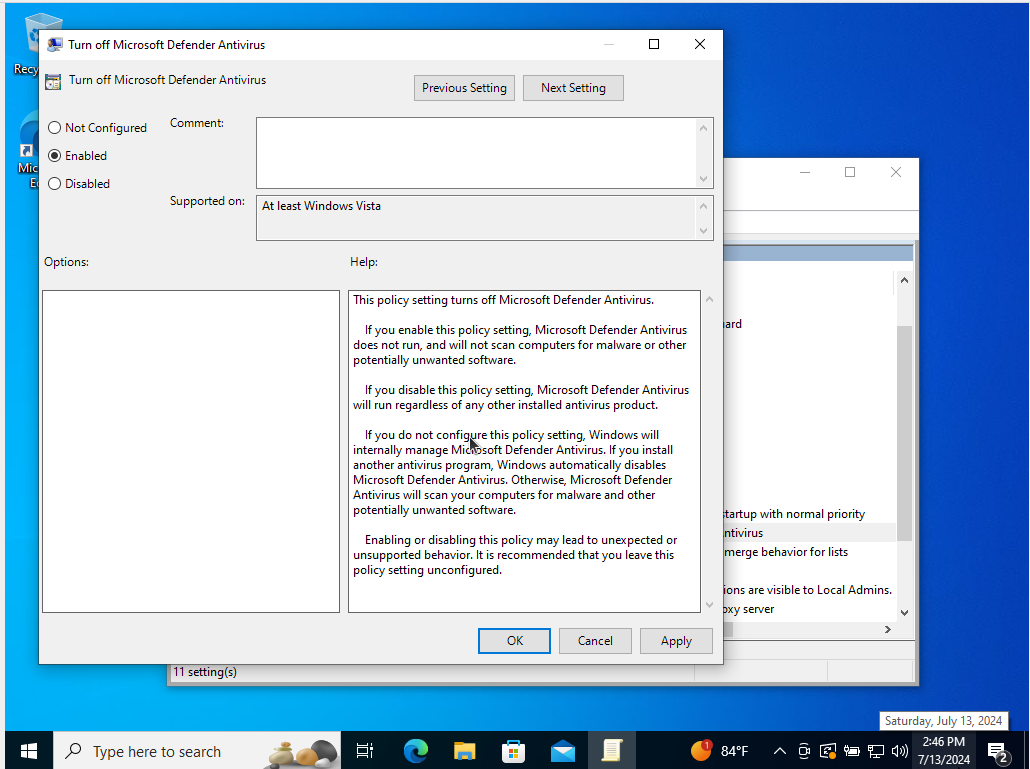 Recy
Turn off Microsoft Defender Antivirus
Turn off Microsoft Defender Antivirus
Previous Setting
Next Setting
Not Configured
Enabled
Disabled
Comment:
Supported on:
At least Windows Vista
Mic
E
Options:
Help:
This policy setting turns off Microsoft Defender Antivirus.
If you enable this policy setting, Microsoft Defender Antivirus
does not run, and will not scan computers for malware or other
potentially unwanted software.
If you disable this policy setting, Microsoft Defender Antivirus
will run regardless of any other installed antivirus product.
If you do not configure this policy setting, Windows will
internally manage Microsoft Defender Antivirus. If you install
another antivirus program, Windows automatically disables
Microsoft Defender Antivirus. Otherwise, Microsoft Defender
Antivirus will scan your computers for malware and other
potentially unwanted software.
Enabling or disabling this policy may lead to unexpected or
unsupported behavior. It is recommended that you leave this
policy setting unconfigured.
OK
Cancel
Apply
ard
startup with normal priority
ntivirus
merge behavior for lists
ions are visible to Local Admins.
oxy server
11 setting(s)
Saturday, July 13, 2024
Type here to search
1
84°F
2:46 PM
7/13/2024
2